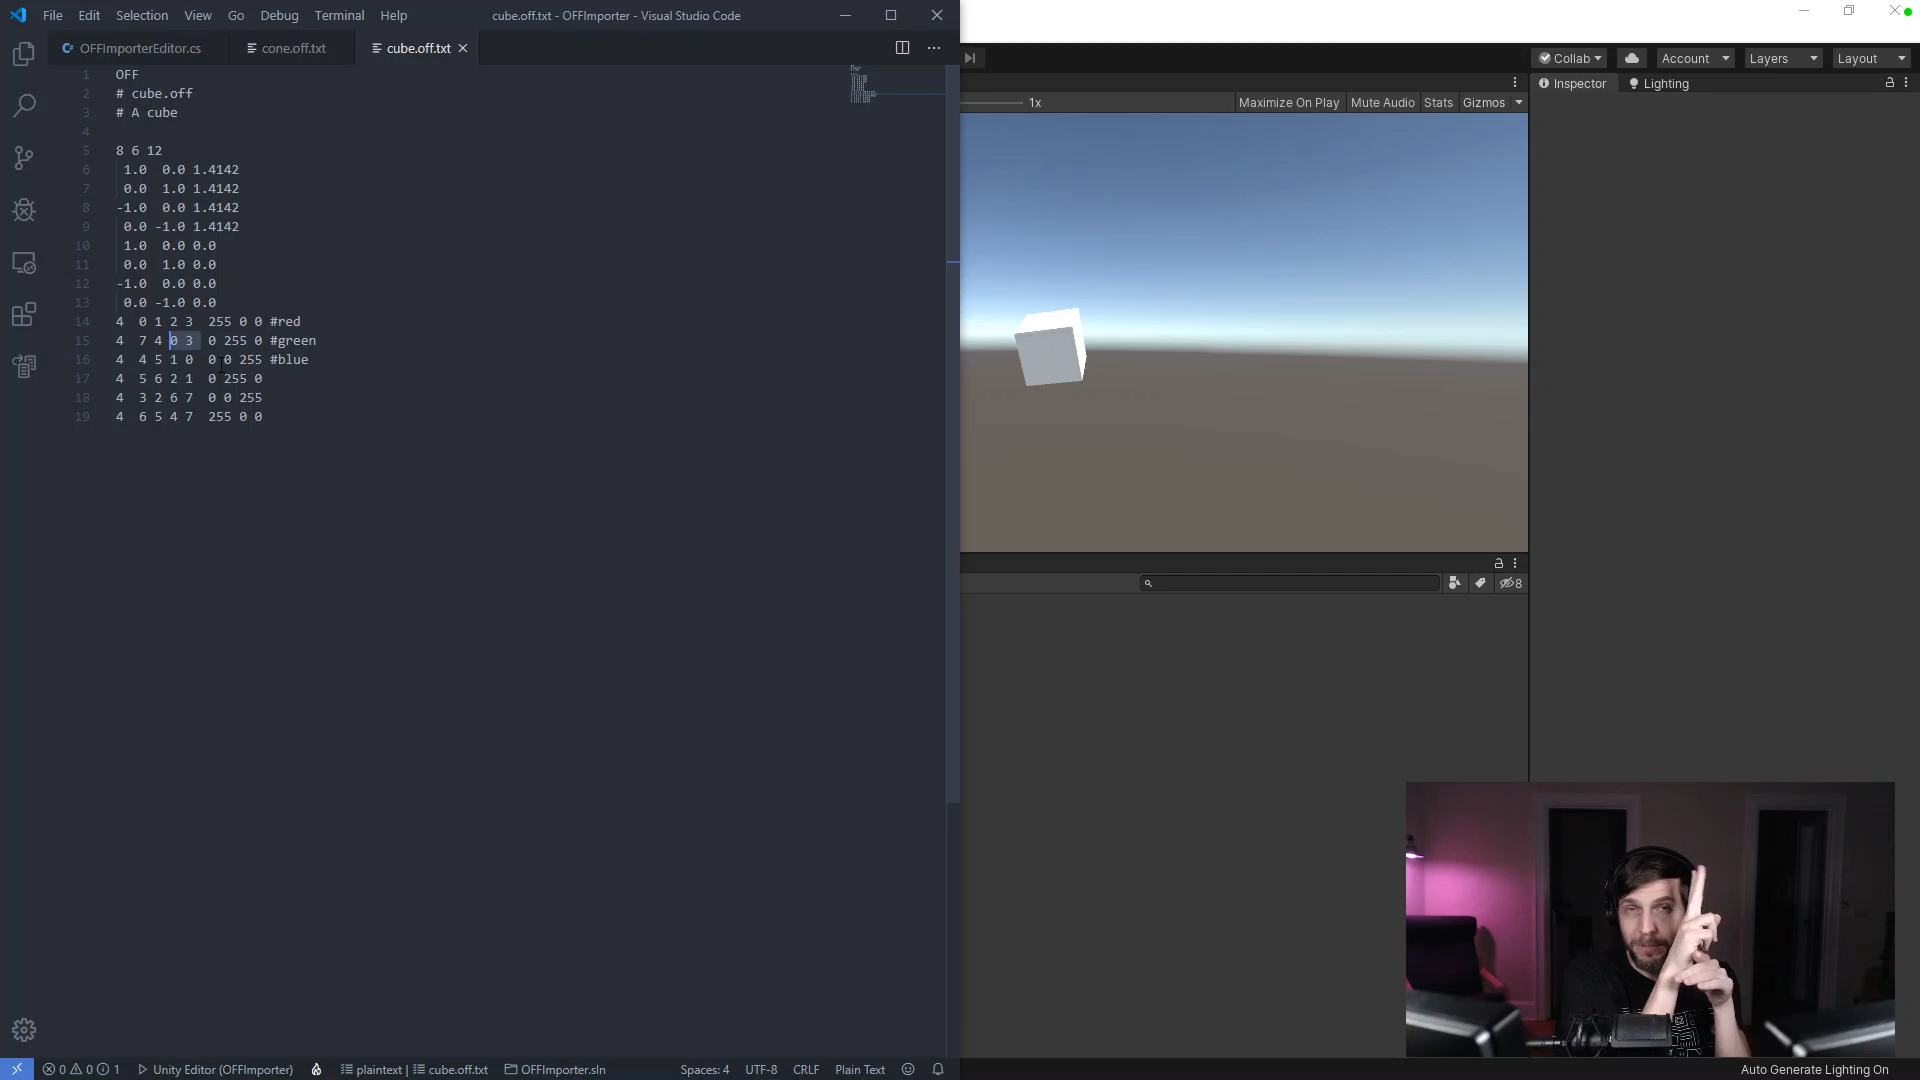 File Edit Selection View Go Debug Terminal Help
cube.off.txt - OFFImporter - Visual Studio Code
OFFImporterEditor.cs
cone.off.txt
cube.off.txt
1 OFF
2 # cube.off
3 # A cube
4
5 8 6 12
6 1.0 0.0 1.4142
7 0.0 1.0 1.4142
8 -1.0 0.0 1.4142
9 0.0 -1.0 1.4142
10 1.0 0.0 0.0
11 0.0 1.0 0.0
12 -1.0 0.0 0.0
13 0.0 -1.0 0.0
14 4 0 1 2 3 255 0 0 #red
15 4 7 4 0 3 0 255 0 #green
16 4 4 5 1 0 0 0 255 #blue
17 4 5 6 2 1 0 255 0
18 4 3 2 6 7 0 0 255
19 4 6 5 4 7 255 0 0
Collab Account Layers Layout
Inspector Lighting
1x Maximize On Play Mute Audio Stats Gizmos
8
0 0 1 Unity Editor (OFFImporter) plaintext | cube.off.txt OFFImporter.sln Spaces: 4 UTF-8 CRLF Plain Text
Auto Generate Lighting On